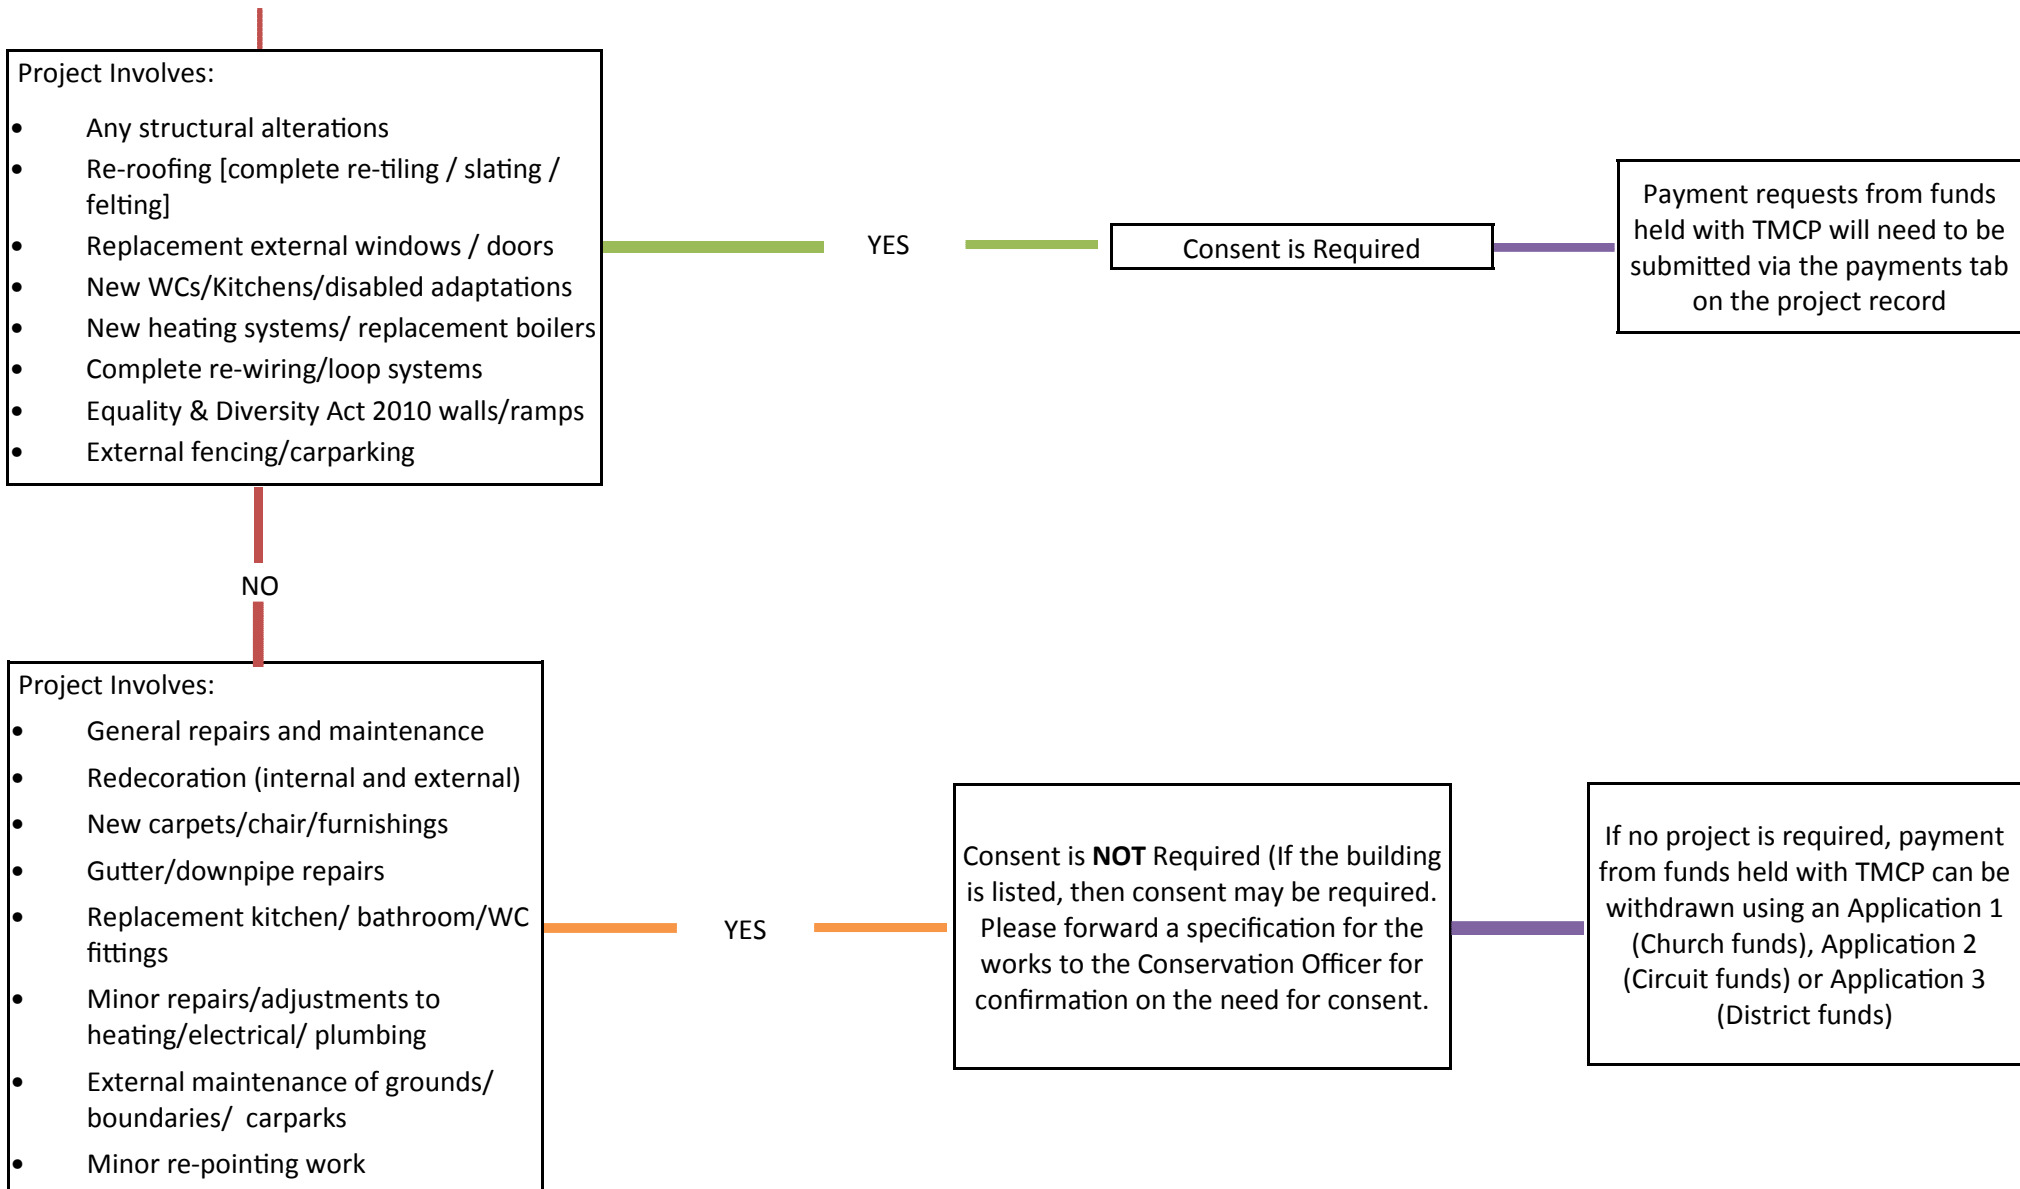 Project Involves:
• Any structural alterations
• Re-roofing [complete re-tiling / slating /
felting]
• Replacement external windows / doors
• New WCs/Kitchens/disabled adaptations
• New heating systems/ replacement boilers
• Complete re-wiring/loop systems
• Equality & Diversity Act 2010 walls/ramps
• External fencing/carparking
YES
Consent is Required
Payment requests from funds
held with TMCP will need to be
submitted via the payments tab
on the project record
NO
Project Involves:
• General repairs and maintenance
• Redecoration (internal and external)
• New carpets/chair/furnishings
• Gutter/downpipe repairs
• Replacement kitchen/ bathroom/WC
fittings
• Minor repairs/adjustments to
heating/electrical/ plumbing
• External maintenance of grounds/
boundaries/ carparks
• Minor re-pointing work
YES
Consent is NOT Required (If the building
is listed, then consent may be required.
Please forward a specification for the
works to the Conservation Officer for
confirmation on the need for consent.
If no project is required, payment
from funds held with TMCP can be
withdrawn using an Application 1
(Church funds), Application 2
(Circuit funds) or Application 3
(District funds)